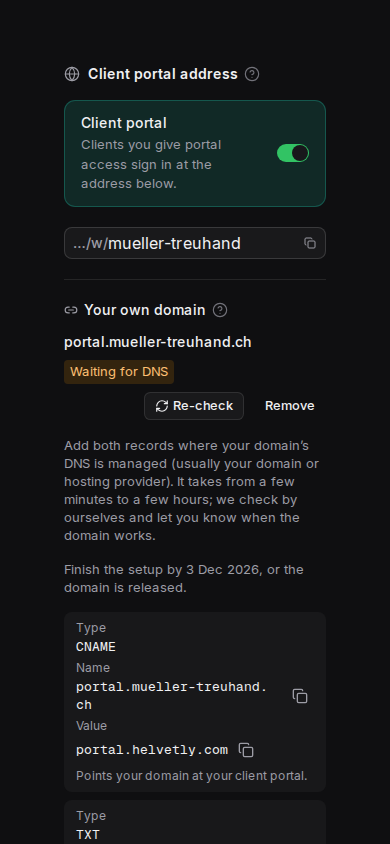 Client portal address
Client portal
Clients you give portal
access sign in at the
address below.
.../w/mueller-treuhand
Your own domain
portal.mueller-treuhand.ch
Waiting for DNS
Re-check
Remove
Add both records where your domain’s
DNS is managed (usually your domain or
hosting provider). It takes from a few
minutes to a few hours; we check by
ourselves and let you know when the
domain works.
Finish the setup by 3 Dec 2026, or the
domain is released.
Type
CNAME
Name
portal.mueller-treuhand.
ch
Value
portal.helvetly.com
Points your domain at your client portal.
Type
TXT